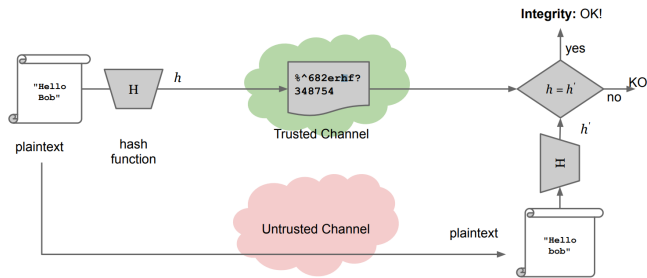 Integrity: OK!
yes
"Hello
Bob"
H
h
%^682erhf?
348754
h = h'
KO
no
Trusted Channel
plaintext
hash
function
h'
H
Untrusted Channel
plaintext
"Hello
bob"